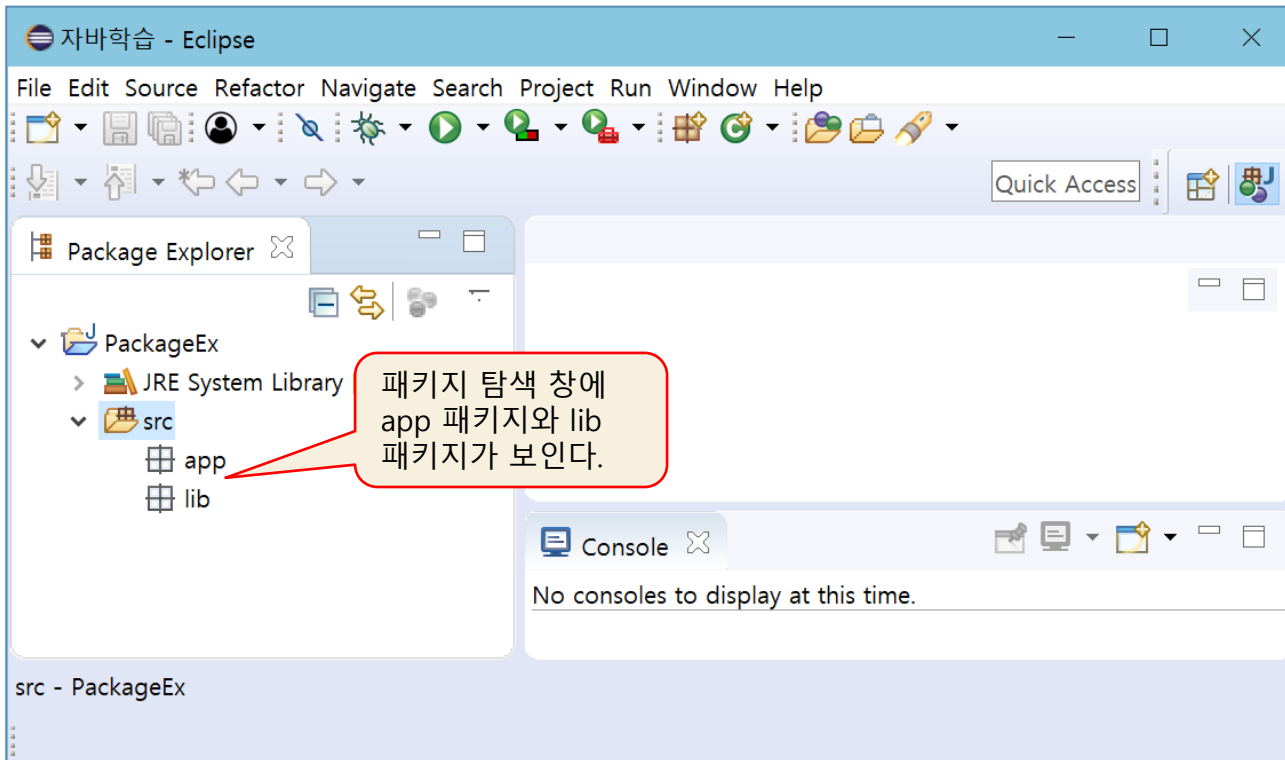 자바학습 - Eclipse
File Edit Source Refactor Navigate Search Project Run Window Help
Quick Access
Package Explorer
PackageEx
JRE System Library
src
app
lib
패키지 탐색 창에
app 패키지와 lib
패키지가 보인다.
Console
No consoles to display at this time.
src - PackageEx